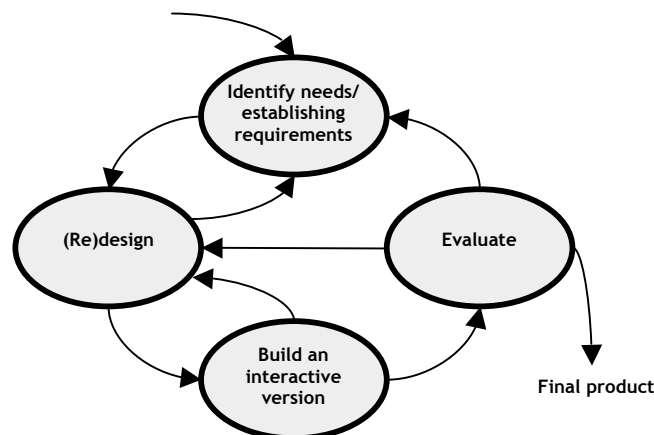 Identify needs/
establishing
requirements
(Re)design
Evaluate
Build an
interactive
version
Final product